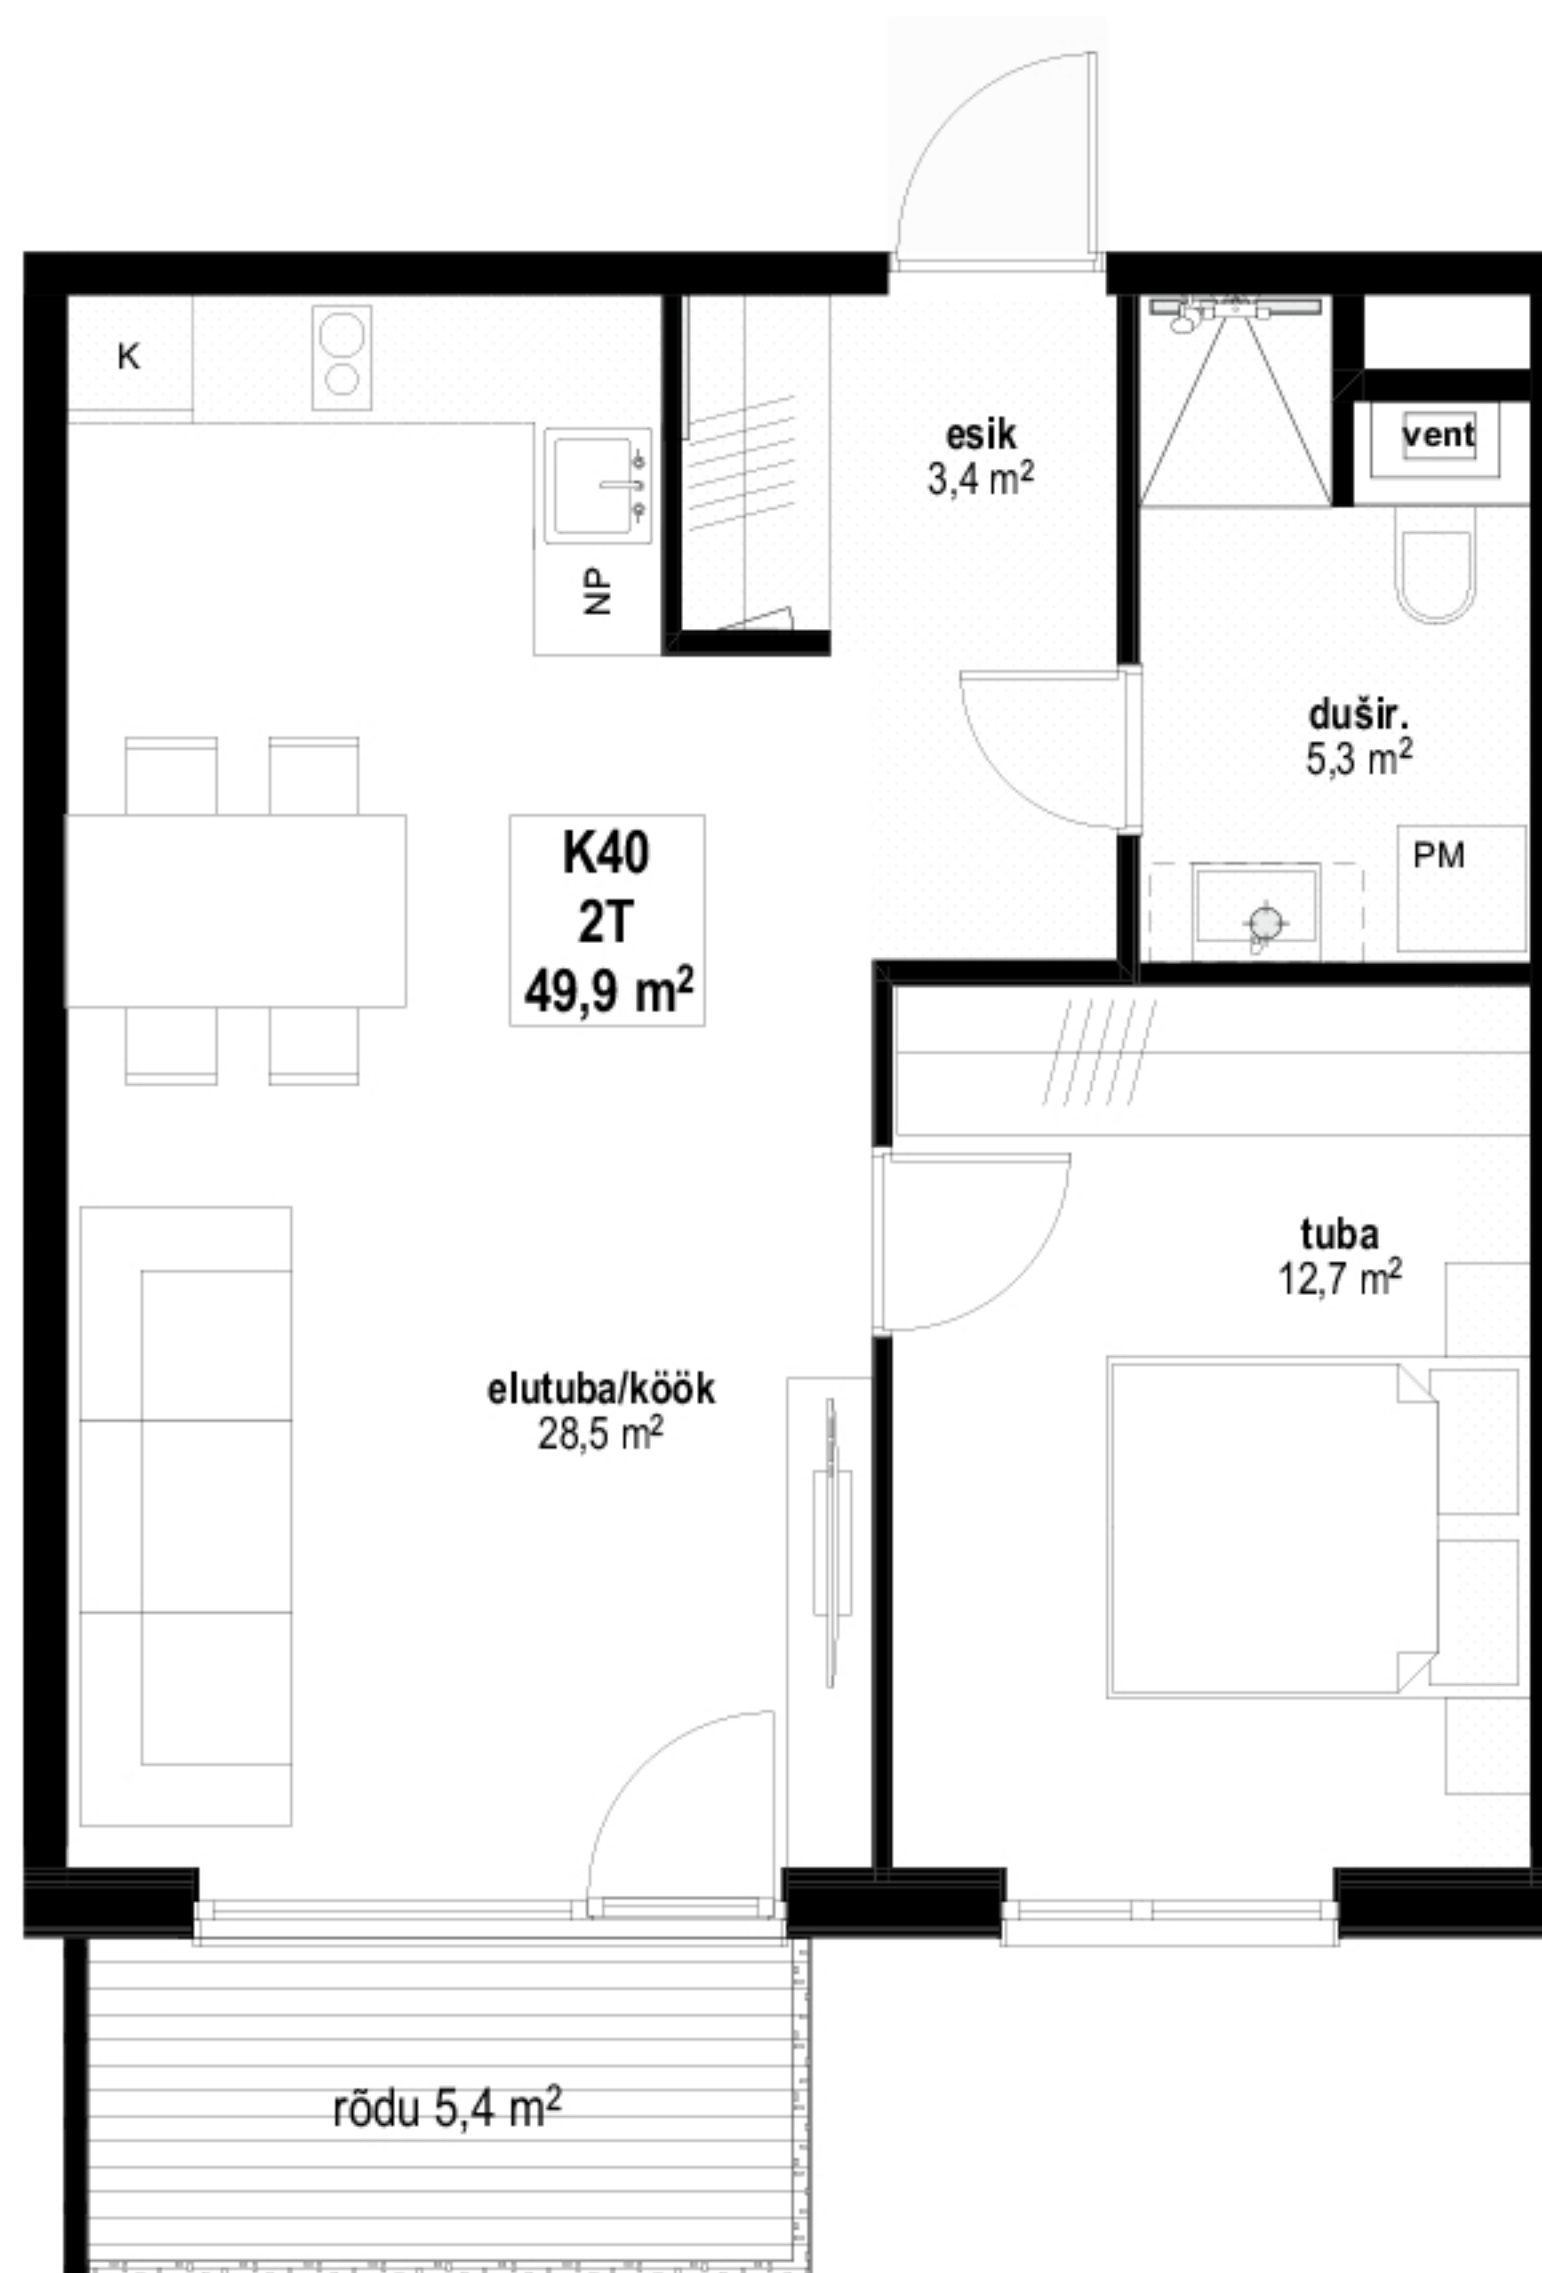 K
esik
3,4 m²
vent
NP
dušir.
5,3 m²
PM
K40
2T
49,9 m²
tuba
12,7 m²
elutuba/köök
28,5 m²
rõdu 5,4 m²